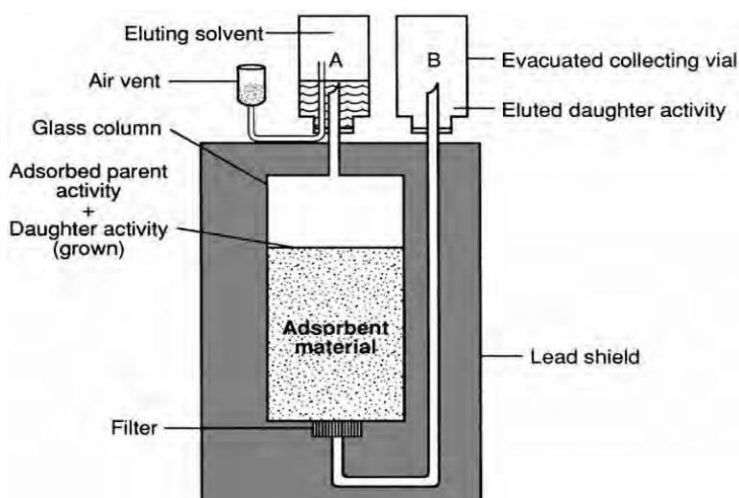 Eluting solvent
A
B
Evacuated collecting vial
Air vent
Eluted daughter activity
Glass column
Adsorbed parent
activity
+
Daughter activity
(grown)
Adsorbent
material
Lead shield
Filter